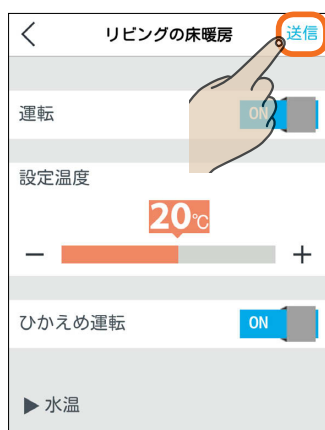 リビングの床暖房 送信
運転 ON
設定温度
20℃
− +
ひかえめ運転 ON
▶ 水温